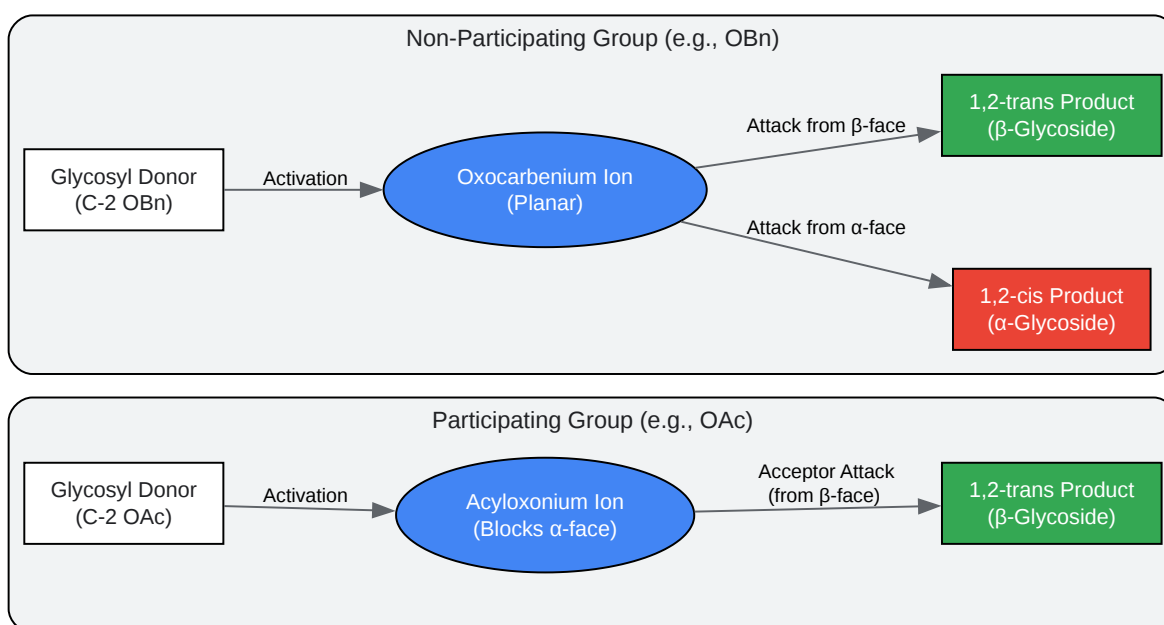 Non-Participating Group (e.g., OBn)
Glycosyl Donor
(C-2 OBn)
Activation
Oxocarbenium Ion
(Planar)
Attack from β-face
1,2-trans Product
(β-Glycoside)
Attack from α-face
1,2-cis Product
(α-Glycoside)
Participating Group (e.g., OAc)
Glycosyl Donor
(C-2 OAc)
Activation
Acyloxonium Ion
(Blocks α-face)
Acceptor Attack
(from β-face)
1,2-trans Product
(β-Glycoside)